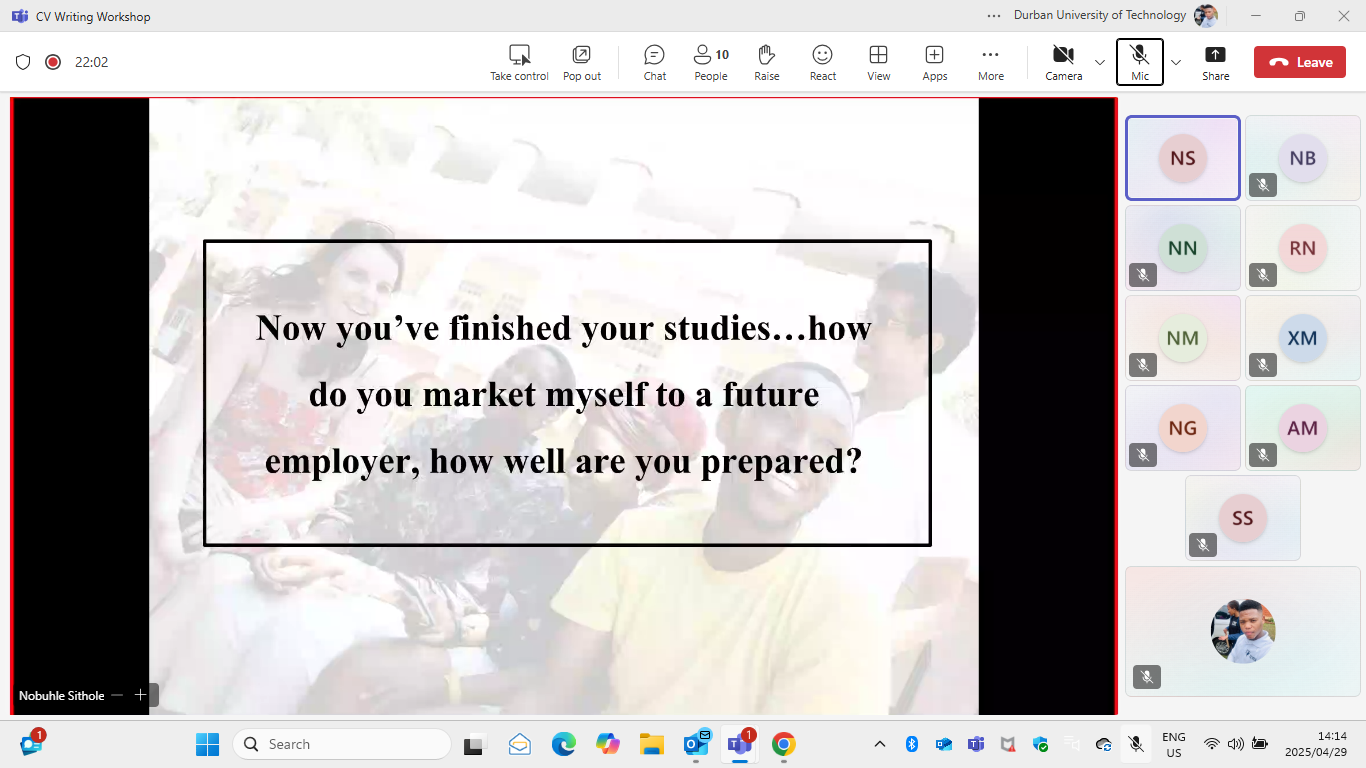 CV Writing Workshop
Durban University of Technology
22:02
Take control
Pop out
Chat
10
People
Raise
React
View
Apps
More
Camera
Mic
Share
Leave
Now you’ve finished your studies…how
do you market myself to a future
employer, how well are you prepared?
Nobuhle Sithole
NS
NB
NN
RN
NM
XM
NG
AM
SS
1
Search
1
ENG
US
14:14
2025/04/29